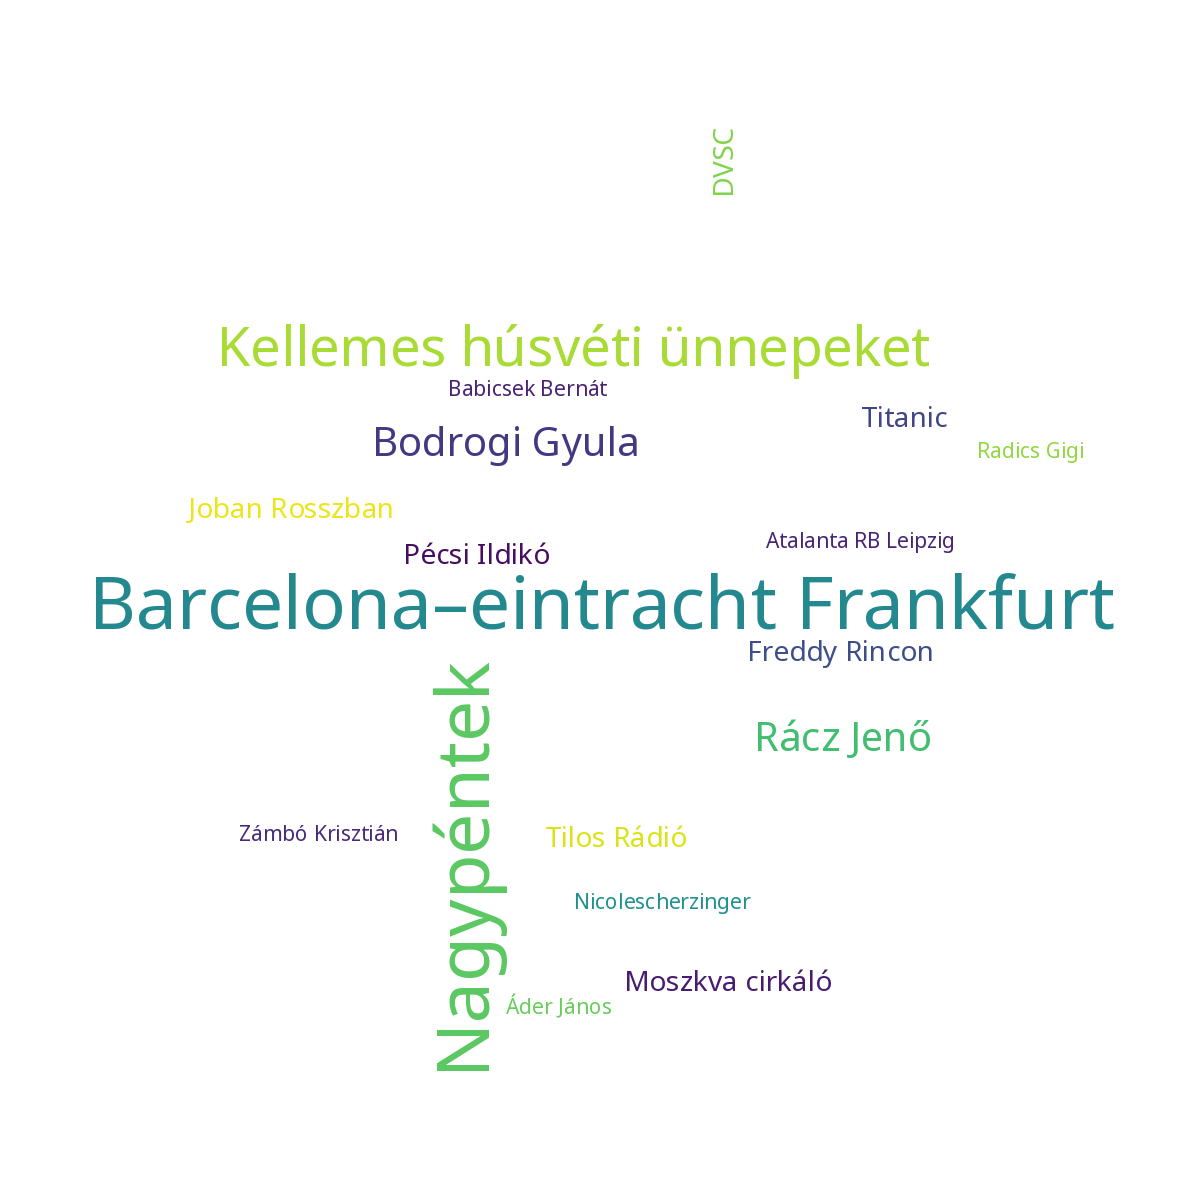 DVSC
Kellemes húsvéti ünnepeket
Babicsek Bernát
Titanic
Bodrogi Gyula
Radics Gigi
Joban Rosszban
Atalanta RB Leipzig
Pécsi Ildikó
Barcelona–eintracht Frankfurt
Freddy Rincon
Nagypéntek
Rácz Jenő
Zámbó Krisztián
Tilos Rádió
Nicolescherzinger
Moszkva cirkáló
Áder János